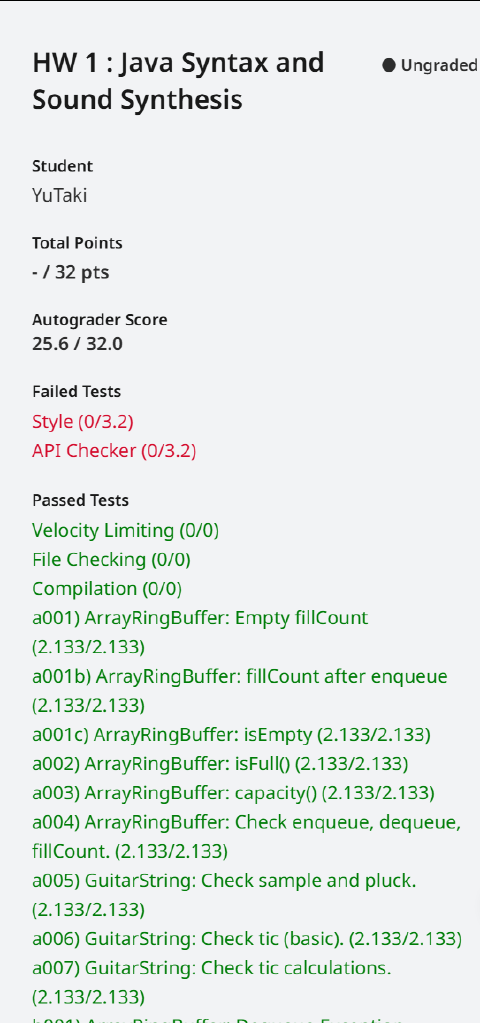 HW 1 : Java Syntax and
Sound Synthesis
Ungraded
Student
YuTaki
Total Points
- / 32 pts
Autograder Score
25.6 / 32.0
Failed Tests
Style (0/3.2)
API Checker (0/3.2)
Passed Tests
Velocity Limiting (0/0)
File Checking (0/0)
Compilation (0/0)
a001) ArrayRingBuffer: Empty fillCount
(2.133/2.133)
a001b) ArrayRingBuffer: fillCount after enqueue
(2.133/2.133)
a001c) ArrayRingBuffer: isEmpty (2.133/2.133)
a002) ArrayRingBuffer: isFull() (2.133/2.133)
a003) ArrayRingBuffer: capacity() (2.133/2.133)
a004) ArrayRingBuffer: Check enqueue, dequeue,
fillCount. (2.133/2.133)
a005) GuitarString: Check sample and pluck.
(2.133/2.133)
a006) GuitarString: Check tic (basic). (2.133/2.133)
a007) GuitarString: Check tic calculations.
(2.133/2.133)
b001) ArrayRingBuffer: Dequeue Exception